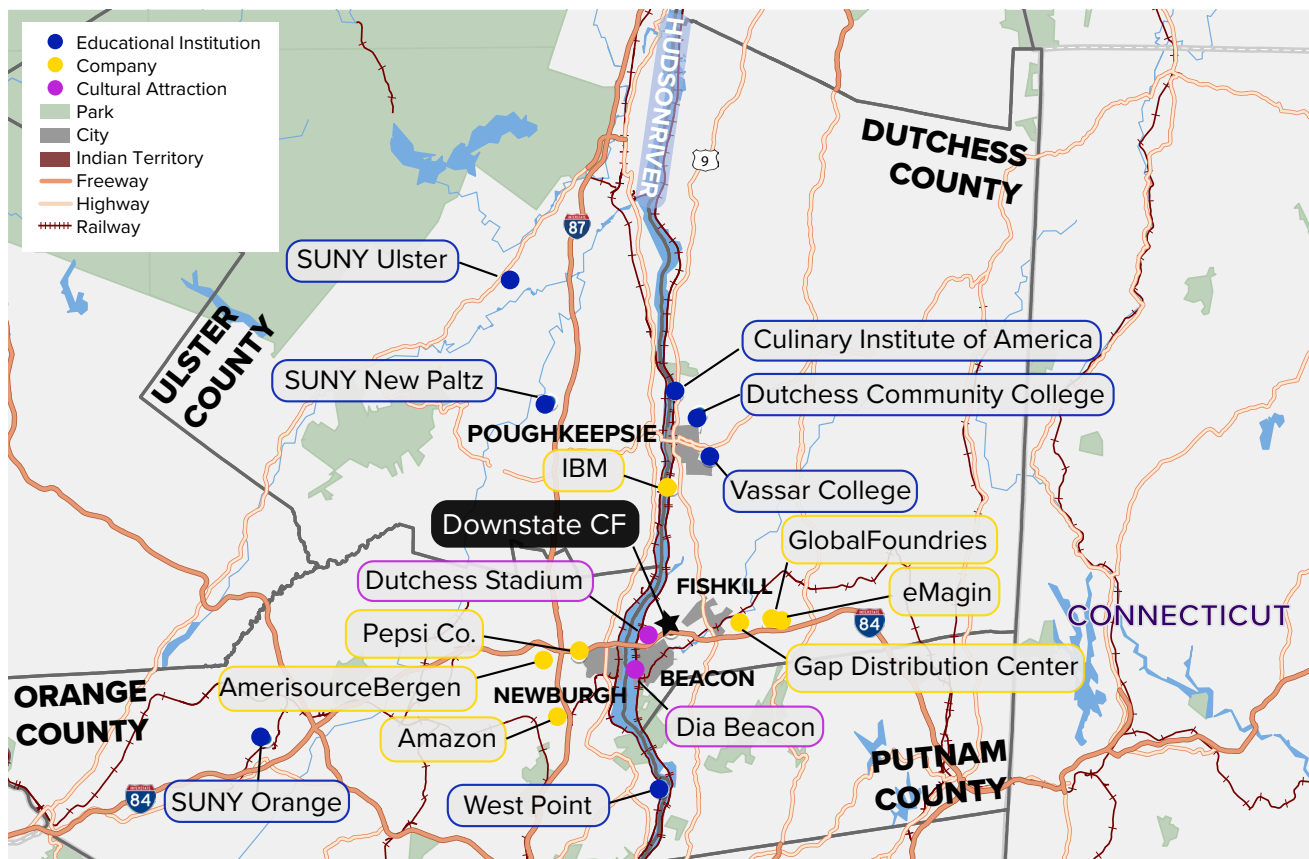 Educational Institution
Company
Cultural Attraction
Park
City
Indian Territory
Freeway
Highway
Railway
HUDSONRIVER
9
DUTCHESS
COUNTY
87
SUNY Ulster
ULSTER
COUNTY
Culinary Institute of America
SUNY New Paltz
Dutchess Community College
POUGHKEEPSIE
IBM
Vassar College
Downstate CF
GlobalFoundries
Dutchess Stadium
FISHKILL
eMagin
84
CONNECTICUT
Pepsi Co.
Gap Distribution Center
BEACON
AmerisourceBergen
NEWBURGH
ORANGE
COUNTY
Dia Beacon
Amazon
PUTNAM
COUNTY
84
SUNY Orange
West Point